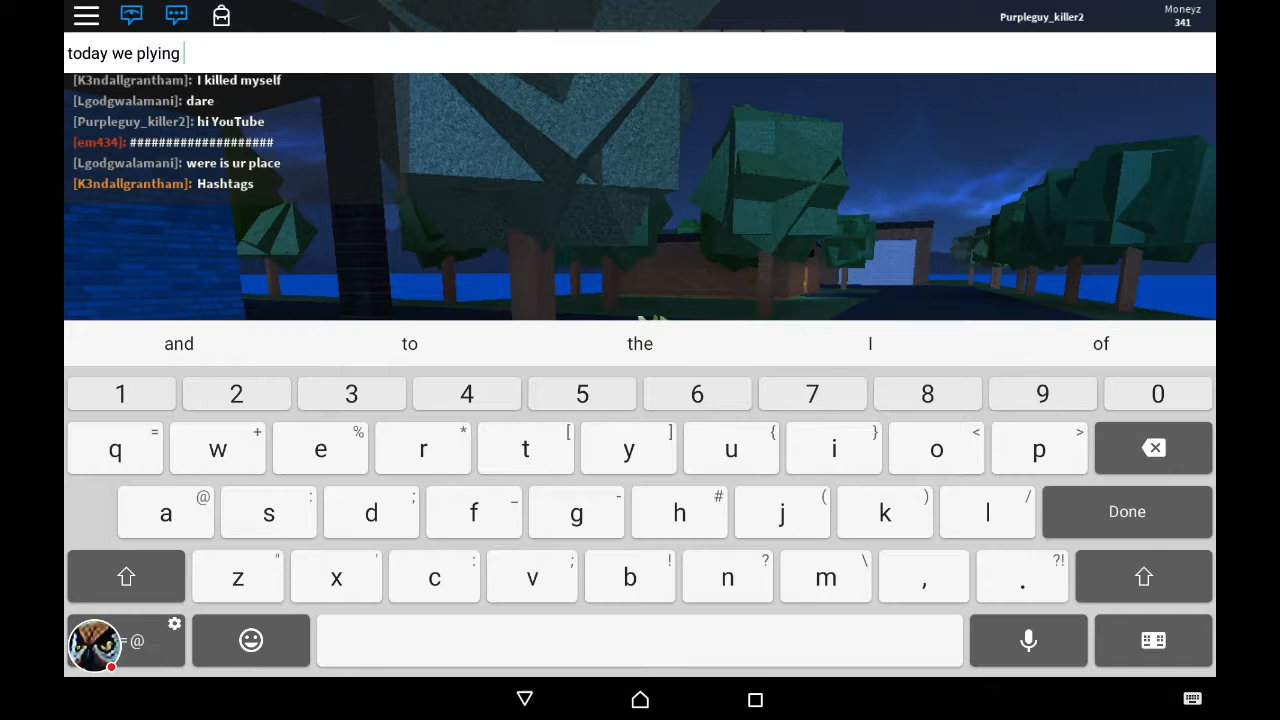 Purpleguy_killer2
Moneyz
341
today we plying
[K3ndallgrantham]: I killed myself
[Lgodgwalamani]: dare
[Purpleguy_killer2]: hi YouTube
[em434]: ####################
[Lgodgwalamani]: were is ur place
[K3ndallgrantham]: Hashtags
and to the I of
1 2 3 4 5 6 7 8 9 0
q = w + e % r * t [ y ] u { i } o < p >
a @ s : d ; f _ g - h # j ( k ) l / Done
z " x ' c : v ; b ! n ? m \ , . ?!
= @